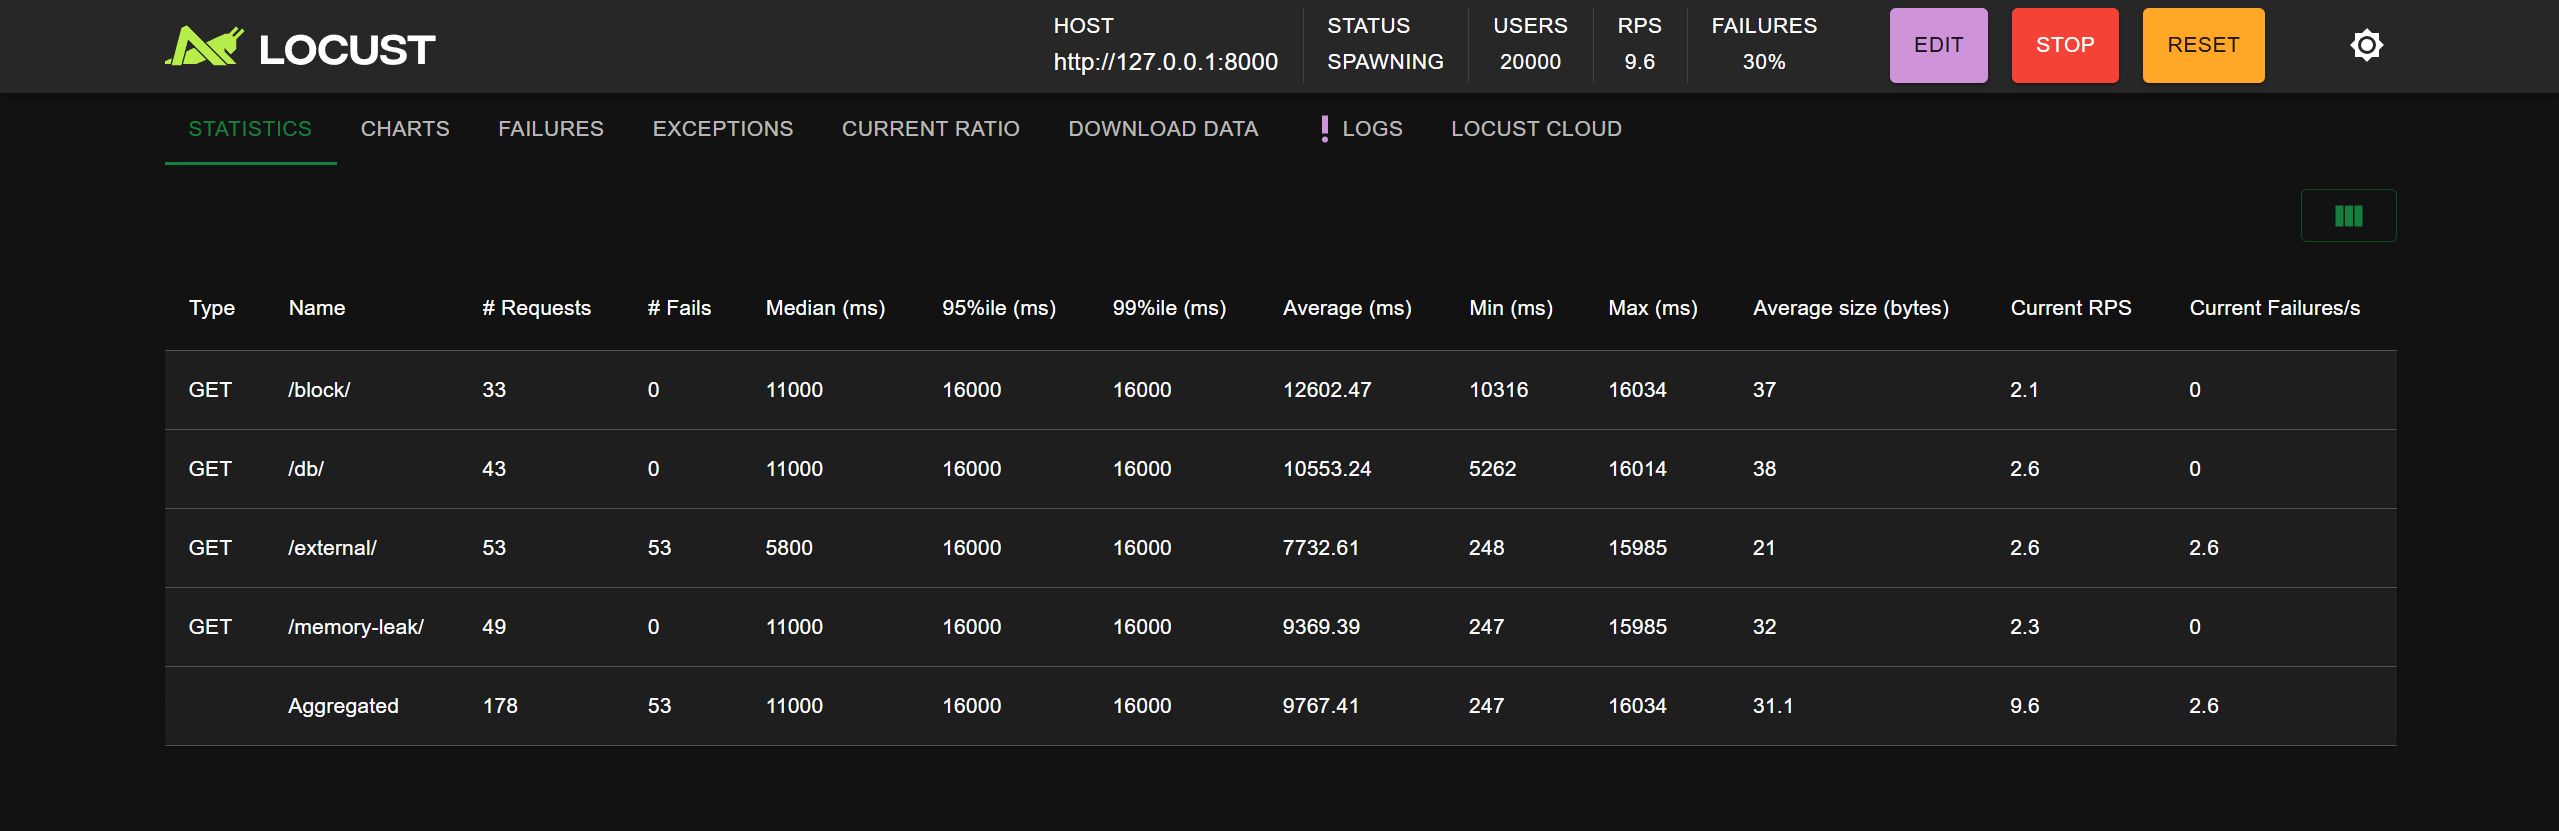 LOCUST
HOST
http://127.0.0.1:8000
STATUS
SPAWNING
USERS
20000
RPS
9.6
FAILURES
30%
EDIT
STOP
RESET
STATISTICS CHARTS FAILURES EXCEPTIONS CURRENT RATIO DOWNLOAD DATA LOGS LOCUST CLOUD
Type Name # Requests # Fails Median (ms) 95%ile (ms) 99%ile (ms) Average (ms) Min (ms) Max (ms) Average size (bytes) Current RPS Current Failures/s
GET /block/ 33 0 11000 16000 16000 12602.47 10316 16034 37 2.1 0
GET /db/ 43 0 11000 16000 16000 10553.24 5262 16014 38 2.6 0
GET /external/ 53 53 5800 16000 16000 7732.61 248 15985 21 2.6 2.6
GET /memory-leak/ 49 0 11000 16000 16000 9369.39 247 15985 32 2.3 0
Aggregated 178 53 11000 16000 16000 9767.41 247 16034 31.1 9.6 2.6